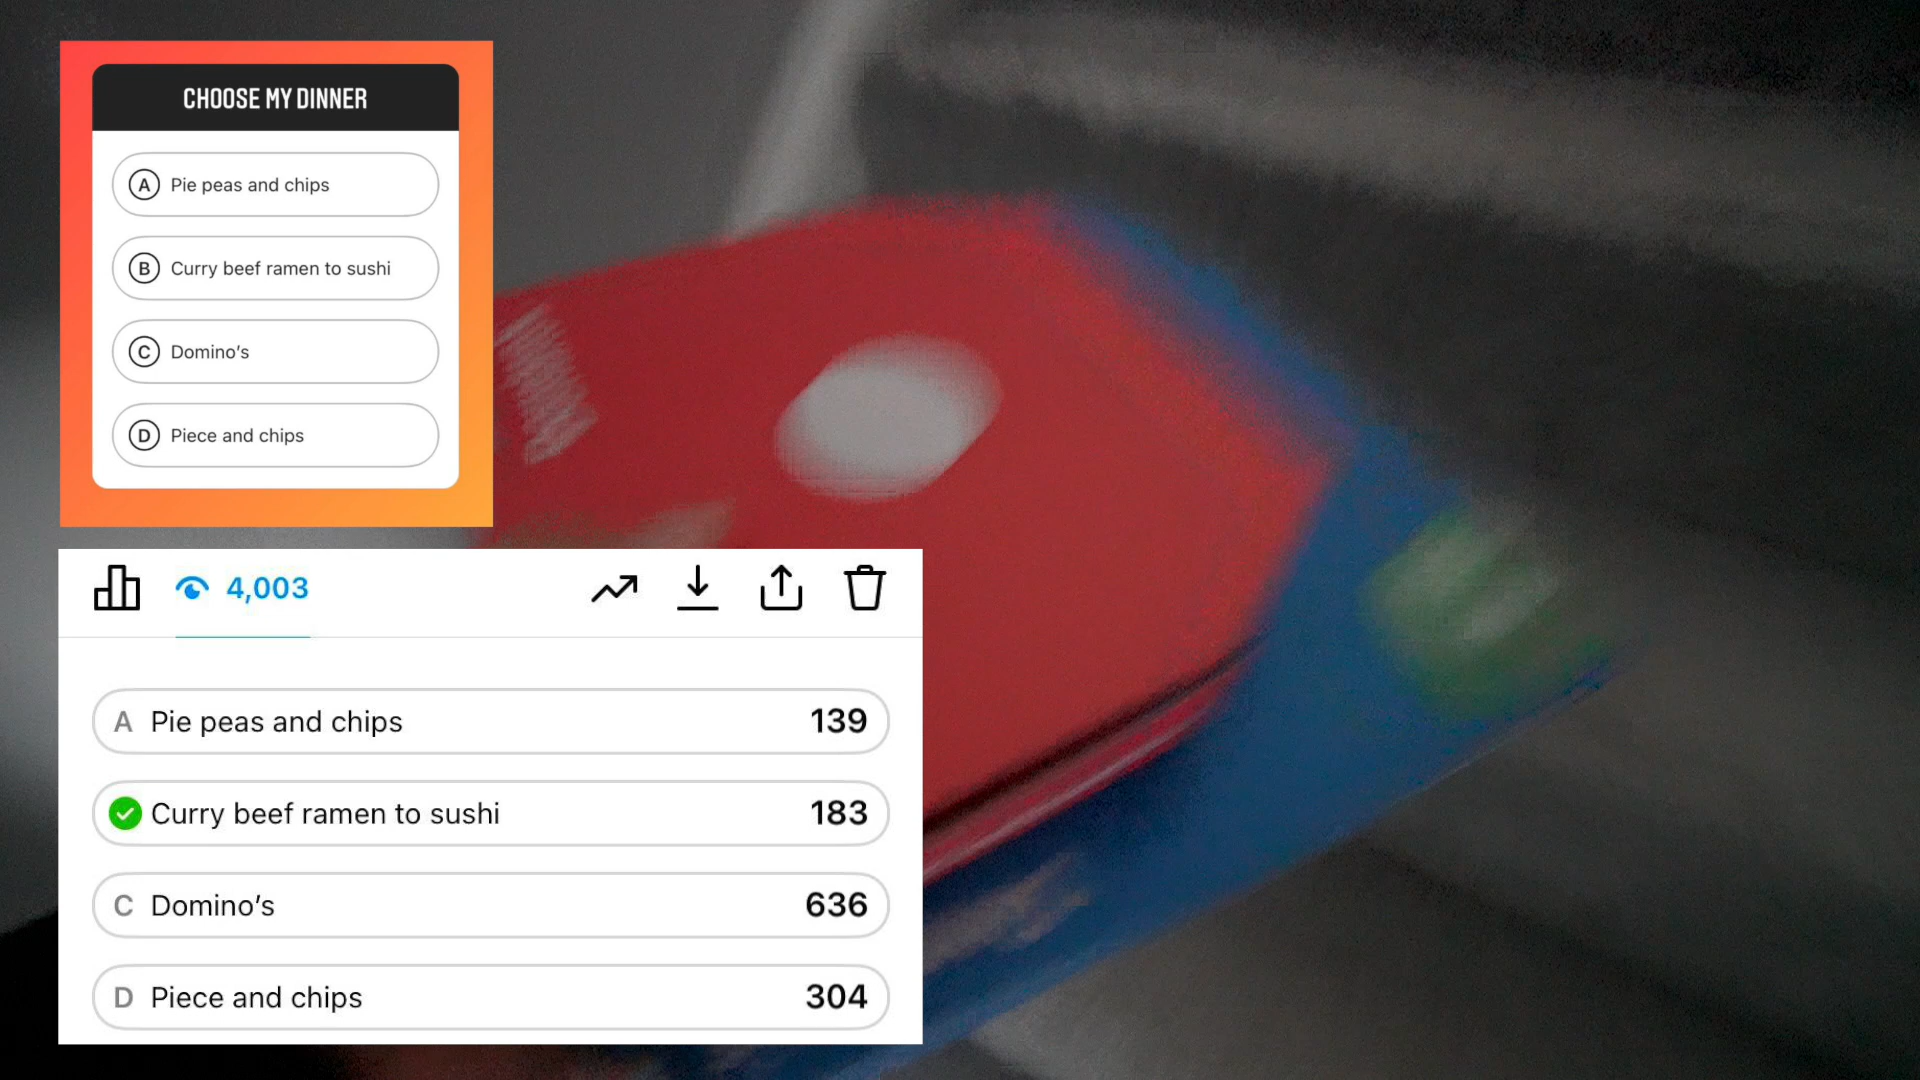 CHOOSE MY DINNER
A Pie peas and chips
B Curry beef ramen to sushi
C Domino’s
D Piece and chips
4,003
A Pie peas and chips 139
Curry beef ramen to sushi 183
C Domino’s 636
D Piece and chips 304